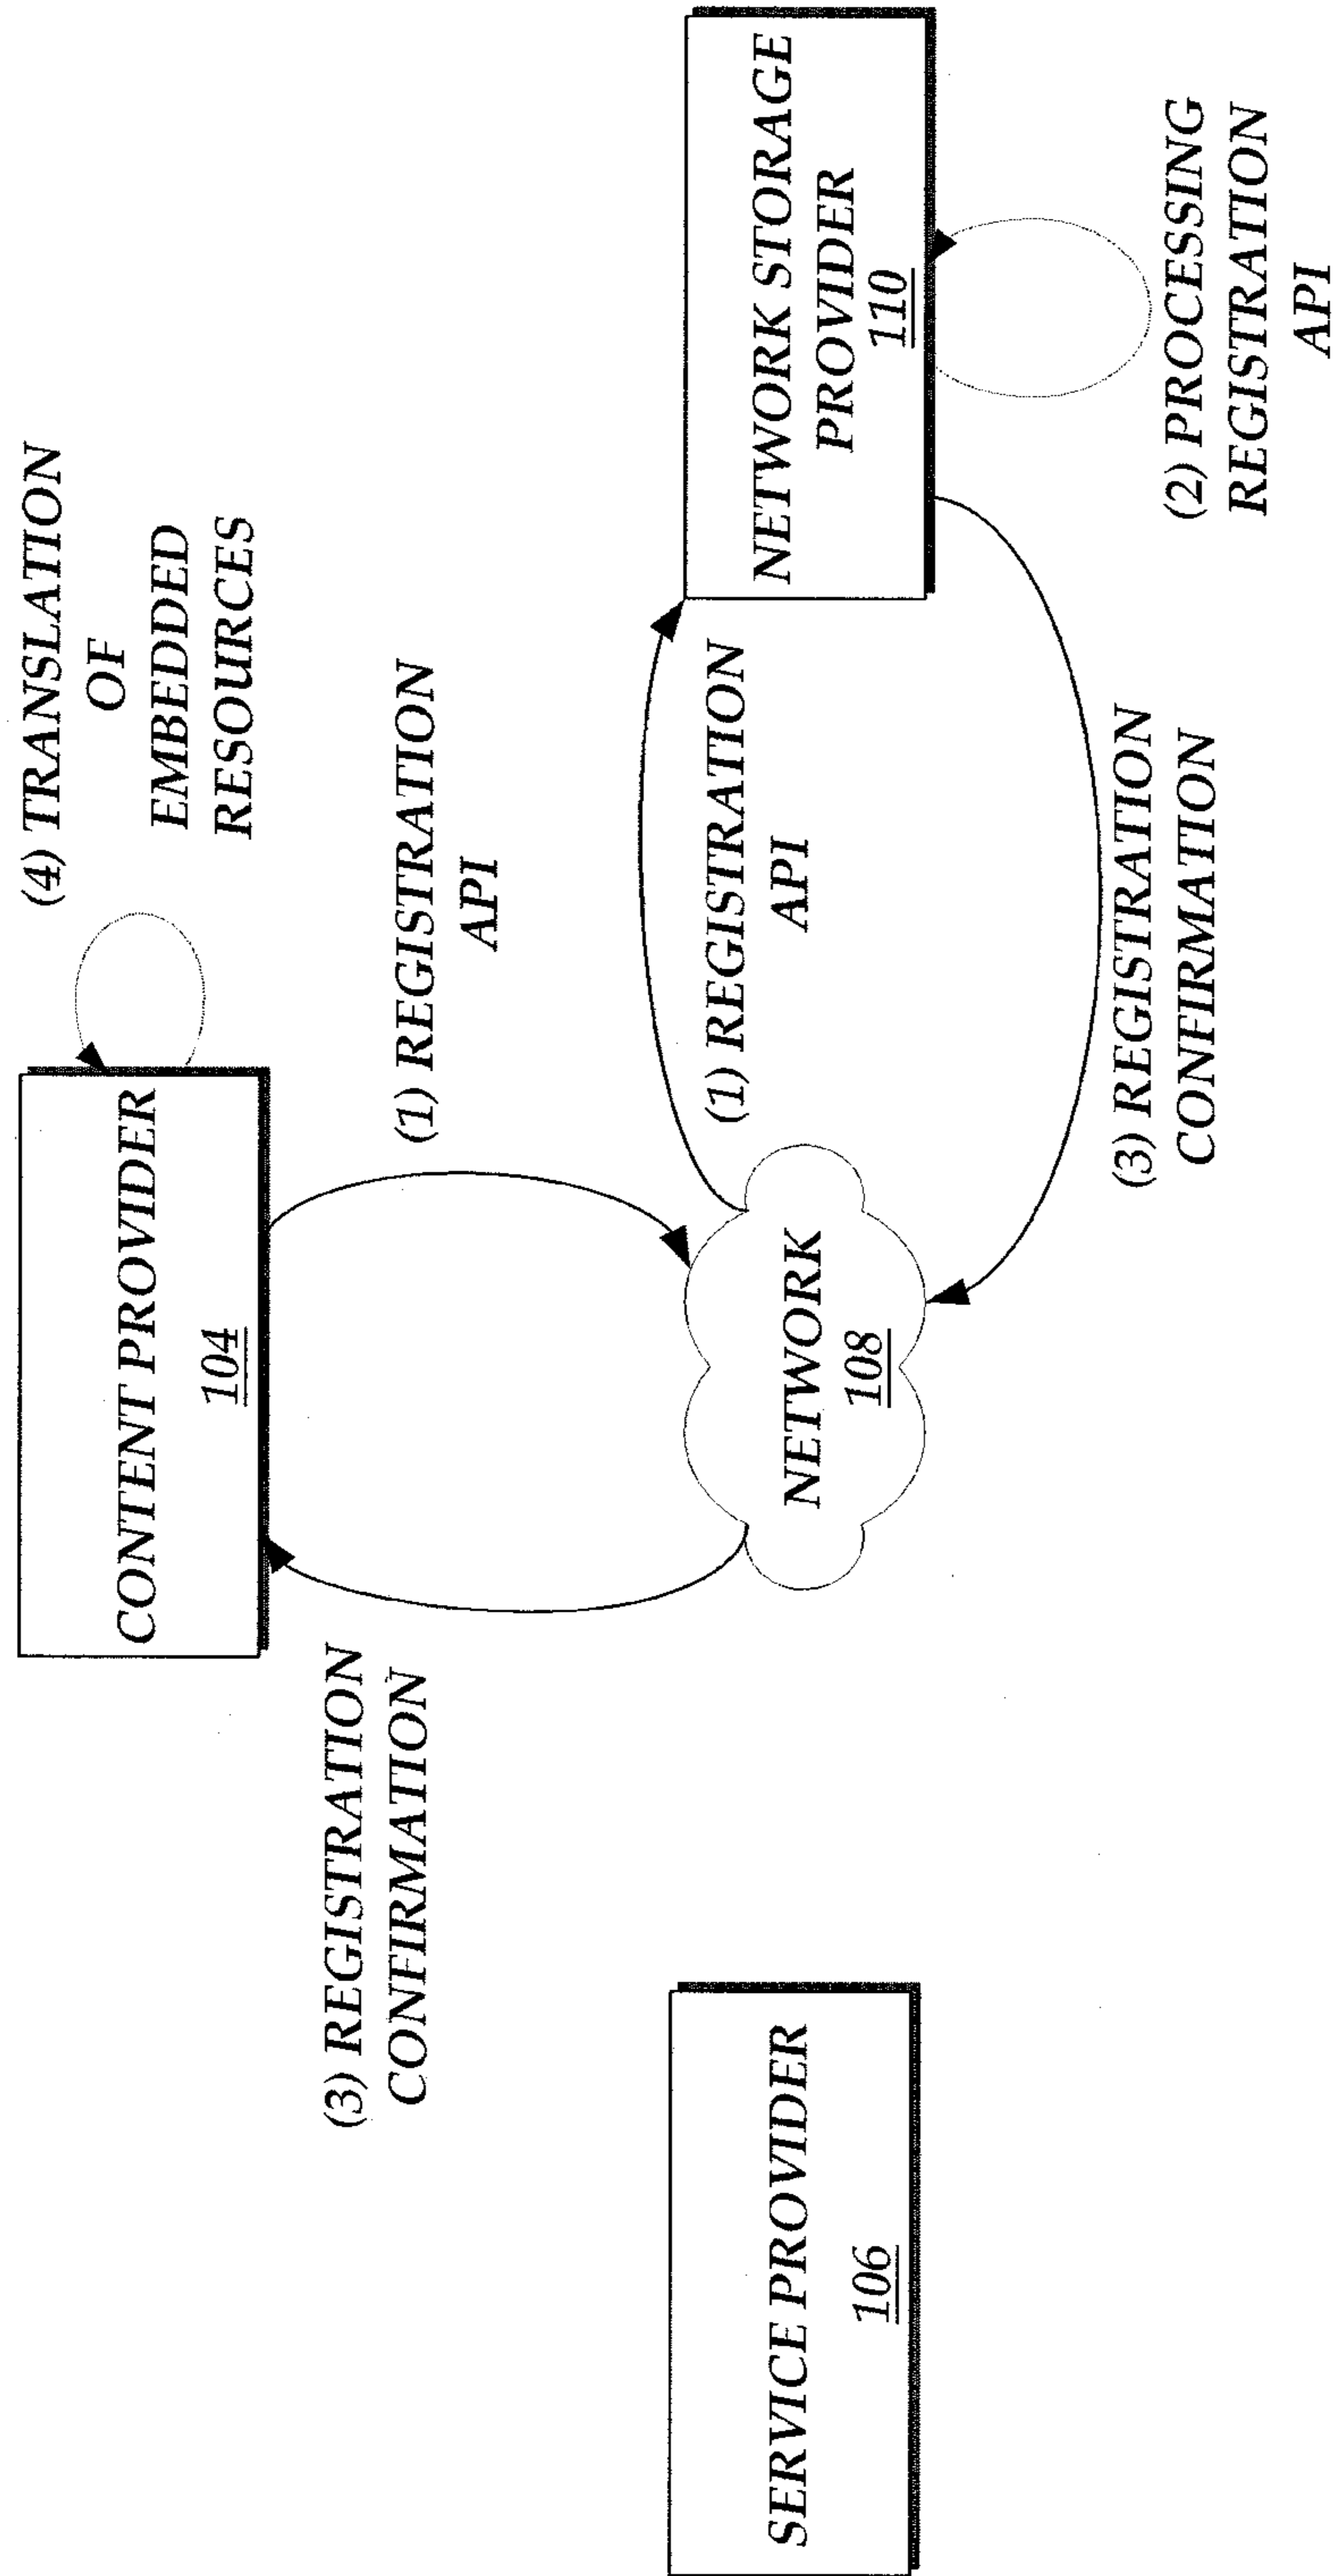 (4) TRANSLATION
OF
EMBEDDED
RESOURCES
CONTENT PROVIDER
104
(3) REGISTRATION
CONFIRMATION
(1) REGISTRATION
API
SERVICE PROVIDER
106
NETWORK
108
(1) REGISTRATION
API
NETWORK STORAGE
PROVIDER
110
(3) REGISTRATION
CONFIRMATION
(2) PROCESSING
REGISTRATION
API